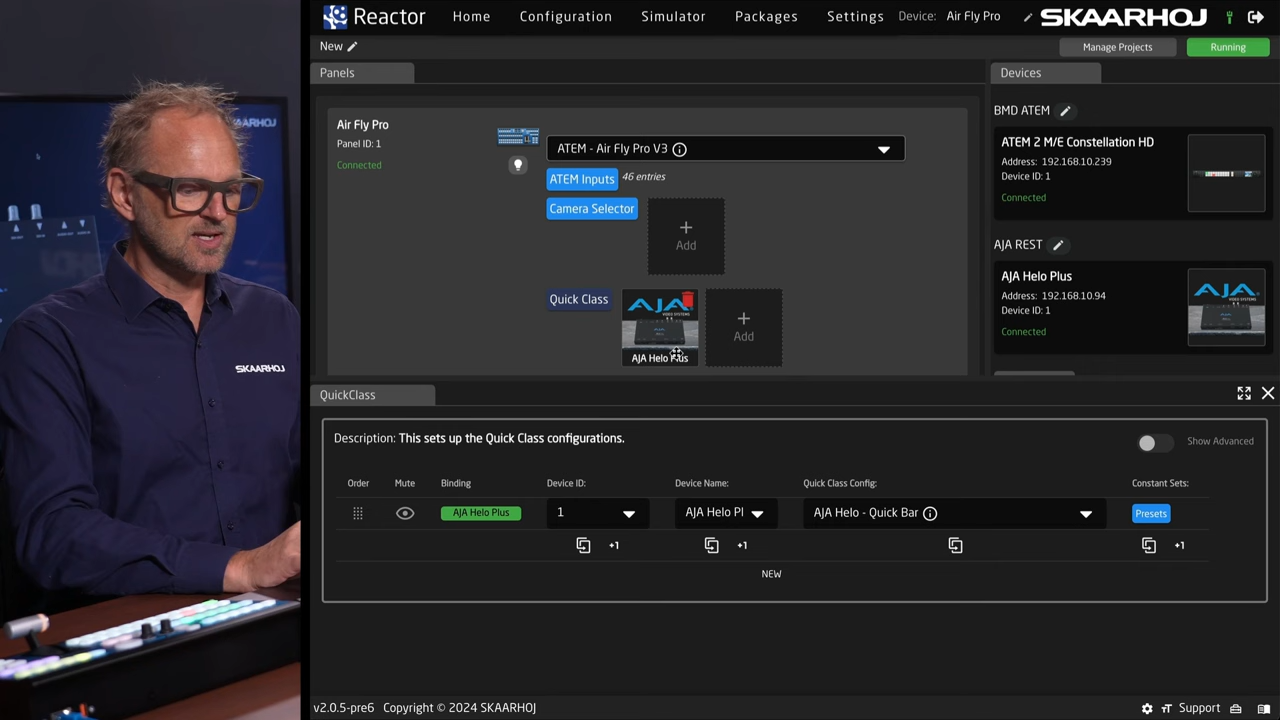 Reactor
Home Configuration Simulator Packages Settings Device: Air Fly Pro SKAARHOJ
New Manage Projects Running
Panels
Air Fly Pro
Panel ID: 1
Connected
ATEM - Air Fly Pro V3
ATEM Inputs 46 entries
Camera Selector
+
Add
Quick Class
AJA
VIDEO SYSTEMS
AJA Helo Plus
+
Add
Devices
BMD ATEM
ATEM 2 M/E Constellation HD
Address: 192.168.10.239
Device ID: 1
Connected
AJA REST
AJA Helo Plus
Address: 192.168.10.94
Device ID: 1
Connected
AJA
VIDEO SYSTEMS
QuickClass
Description: This sets up the Quick Class configurations.
Show Advanced
Order Mute Binding Device ID: Device Name: Quick Class Config: Constant Sets:
AJA Helo Plus 1 AJA Helo Pl AJA Helo - Quick Bar Presets
+1 +1 +1
NEW
v2.0.5-pre6 Copyright © 2024 SKAARHOJ Support
SKAARHOJ